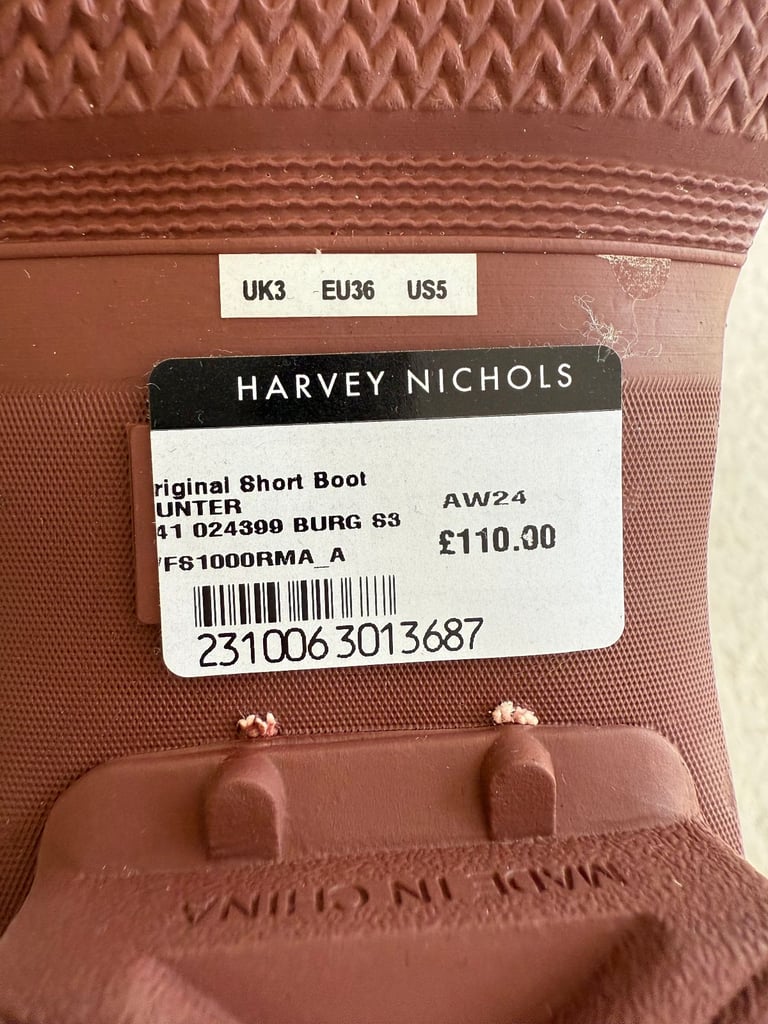 UK3 EU36 US5
HARVEY NICHOLS
riginal Short Boot
UNTER
41 024399 BURG S3
AW24
£110.00
FS1000RMA_A
2310063013687
MADE IN CHINA